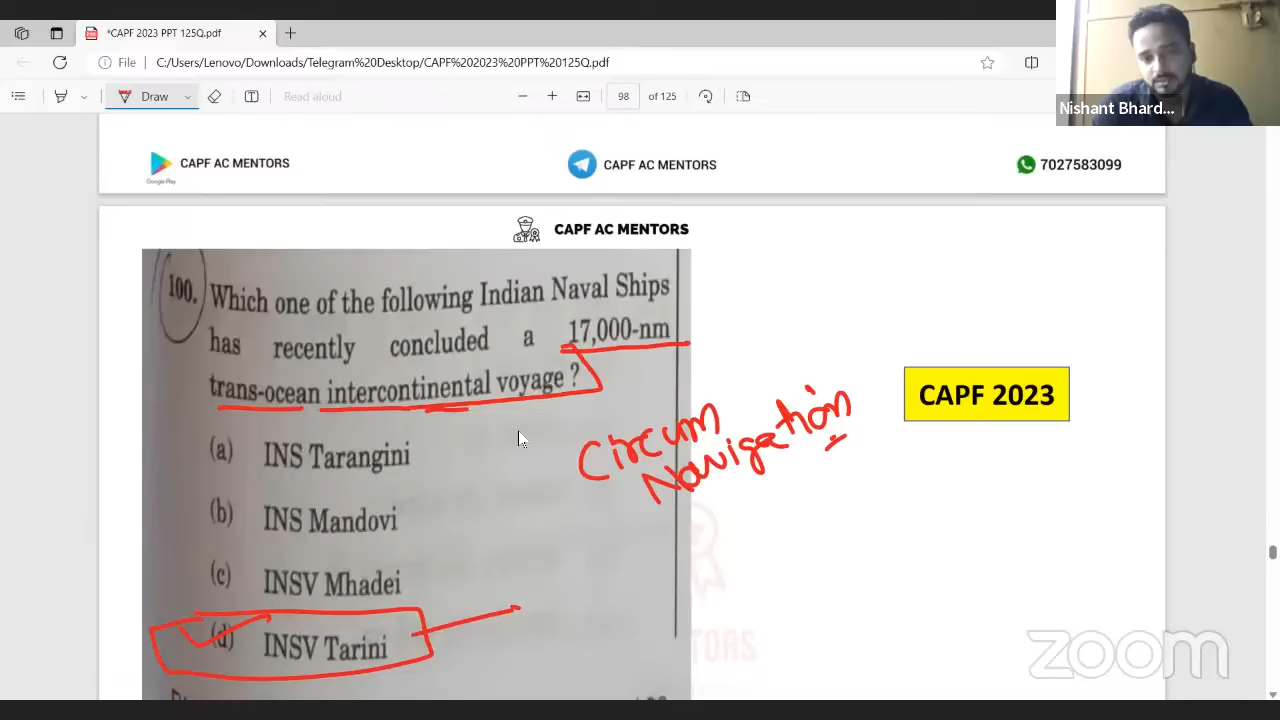 *CAPF 2023 PPT 125Q.pdf
File
C:/Users/Lenovo/Downloads/Telegram%20Desktop/CAPF%202023%20PPT%20125Q.pdf
Draw
Read aloud
98 of 125
Nishant Bhard...
Google Play
CAPF AC MENTORS
CAPF AC MENTORS
7027583099
CAPF AC MENTORS
100. Which one of the following Indian Naval Ships
has recently concluded a 17,000-nm
trans-ocean intercontinental voyage ?
(a) INS Tarangini
(b) INS Mandovi
(c) INSV Mhadei
(d) INSV Tarini
Circum
Navigation
CAPF 2023
TORS
zoom